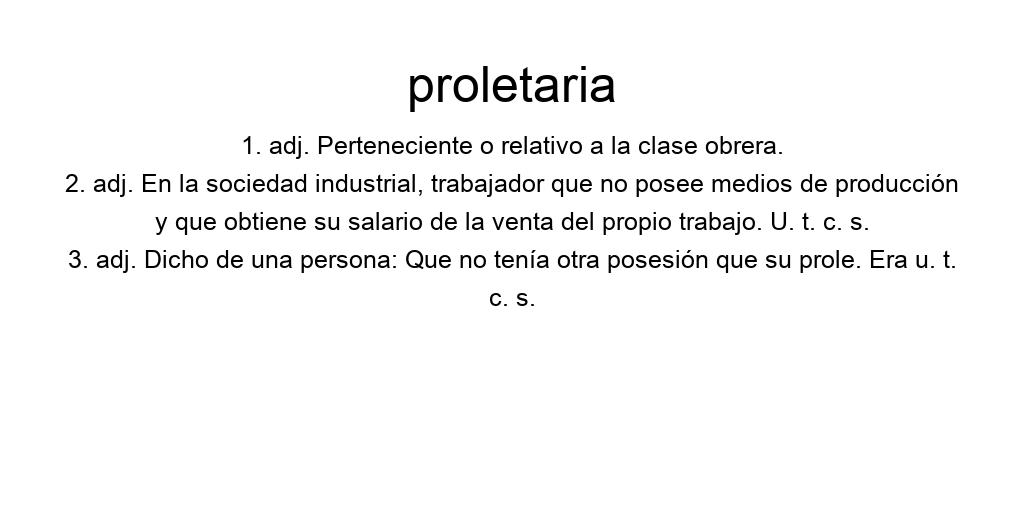 proletaria
1. adj. Perteneciente o relativo a la clase obrera.
2. adj. En la sociedad industrial, trabajador que no posee medios de producción
y que obtiene su salario de la venta del propio trabajo. U. t. c. s.
3. adj. Dicho de una persona: Que no tenía otra posesión que su prole. Era u. t.
c. s.